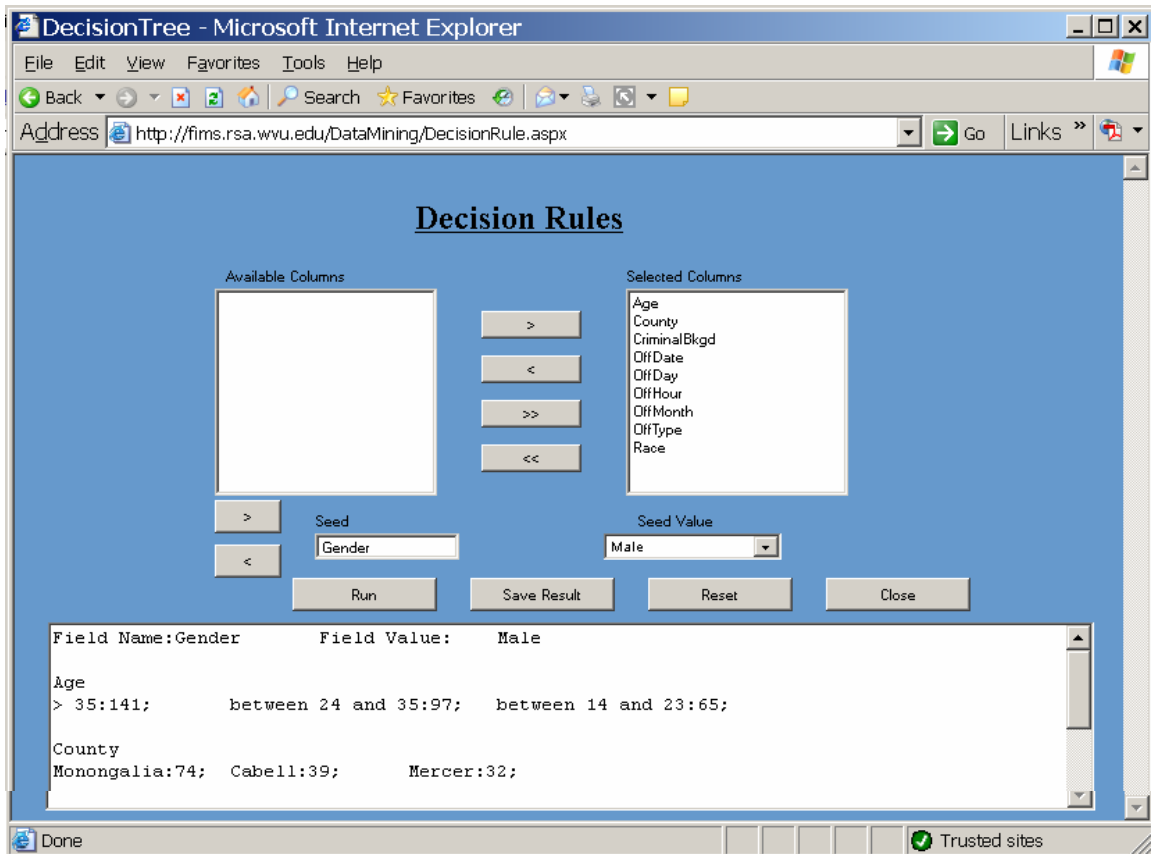 DecisionTree - Microsoft Internet Explorer
File Edit View Favorites Tools Help
Back Search Favorites
Address http://fims.rsa.wvu.edu/DataMining/DecisionRule.aspx Go Links »
Decision Rules
Available Columns Selected Columns
Age
County
CriminalBkgd
OffDate
OffDay
OffHour
OffMonth
OffType
Race
>
<
>>
<<
>
<
Seed Seed Value
Gender Male
Run Save Result Reset Close
Field Name:Gender Field Value: Male
Age
> 35:141; between 24 and 35:97; between 14 and 23:65;
County
Monongalia:74; Cabell:39; Mercer:32;
Done Trusted sites